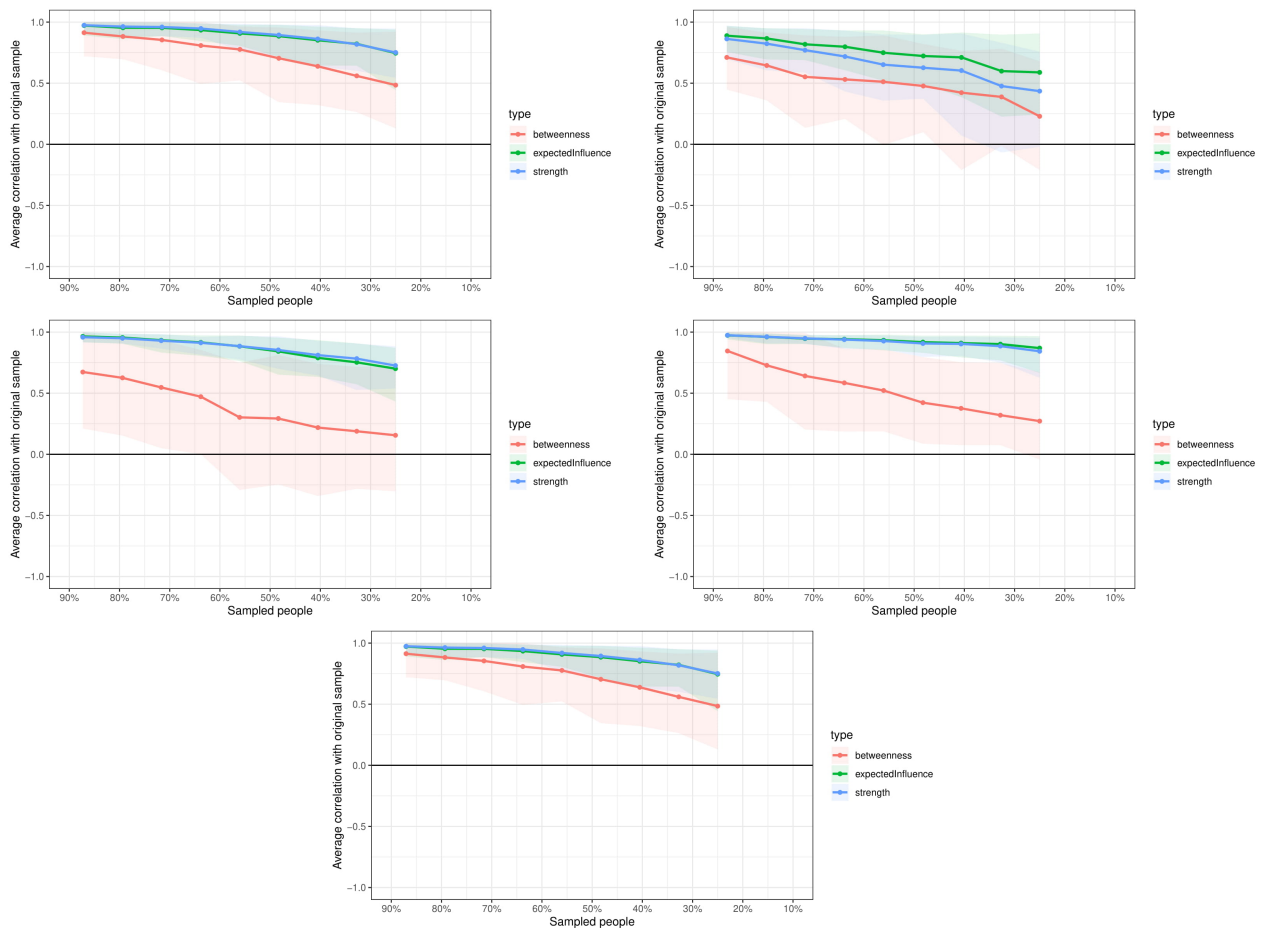 Average correlation with original sample
1.0
0.5
0.0
−0.5
−1.0
90% 80% 70% 60% 50% 40% 30% 20% 10%
Sampled people
type
betweenness
expectedInfluence
strength
Average correlation with original sample
1.0
0.5
0.0
−0.5
−1.0
90% 80% 70% 60% 50% 40% 30% 20% 10%
Sampled people
type
betweenness
expectedInfluence
strength
Average correlation with original sample
1.0
0.5
0.0
−0.5
−1.0
90% 80% 70% 60% 50% 40% 30% 20% 10%
Sampled people
type
betweenness
expectedInfluence
strength
Average correlation with original sample
1.0
0.5
0.0
−0.5
−1.0
90% 80% 70% 60% 50% 40% 30% 20% 10%
Sampled people
type
betweenness
expectedInfluence
strength
Average correlation with original sample
1.0
0.5
0.0
−0.5
−1.0
90% 80% 70% 60% 50% 40% 30% 20% 10%
Sampled people
type
betweenness
expectedInfluence
strength